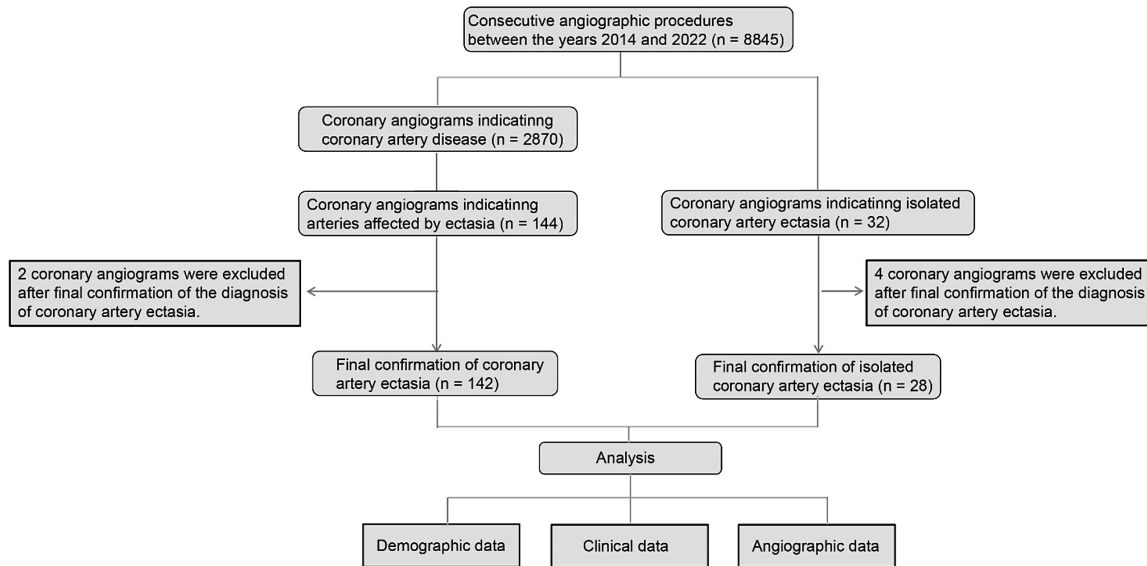 Consecutive angiographic procedures
between the years 2014 and 2022 (n = 8845)
Coronary angiograms indicatinng
coronary artery disease (n = 2870)
Coronary angiograms indicatinng
arteries affected by ectasia (n = 144)
Coronary angiograms indicatinng isolated
coronary artery ectasia (n = 32)
2 coronary angiograms were excluded
after final confirmation of the diagnosis
of coronary artery ectasia.
4 coronary angiograms were excluded
after final confirmation of the diagnosis
of coronary artery ectasia.
Final confirmation of coronary
artery ectasia (n = 142)
Final confirmation of isolated
coronary artery ectasia (n = 28)
Analysis
Demographic data
Clinical data
Angiographic data